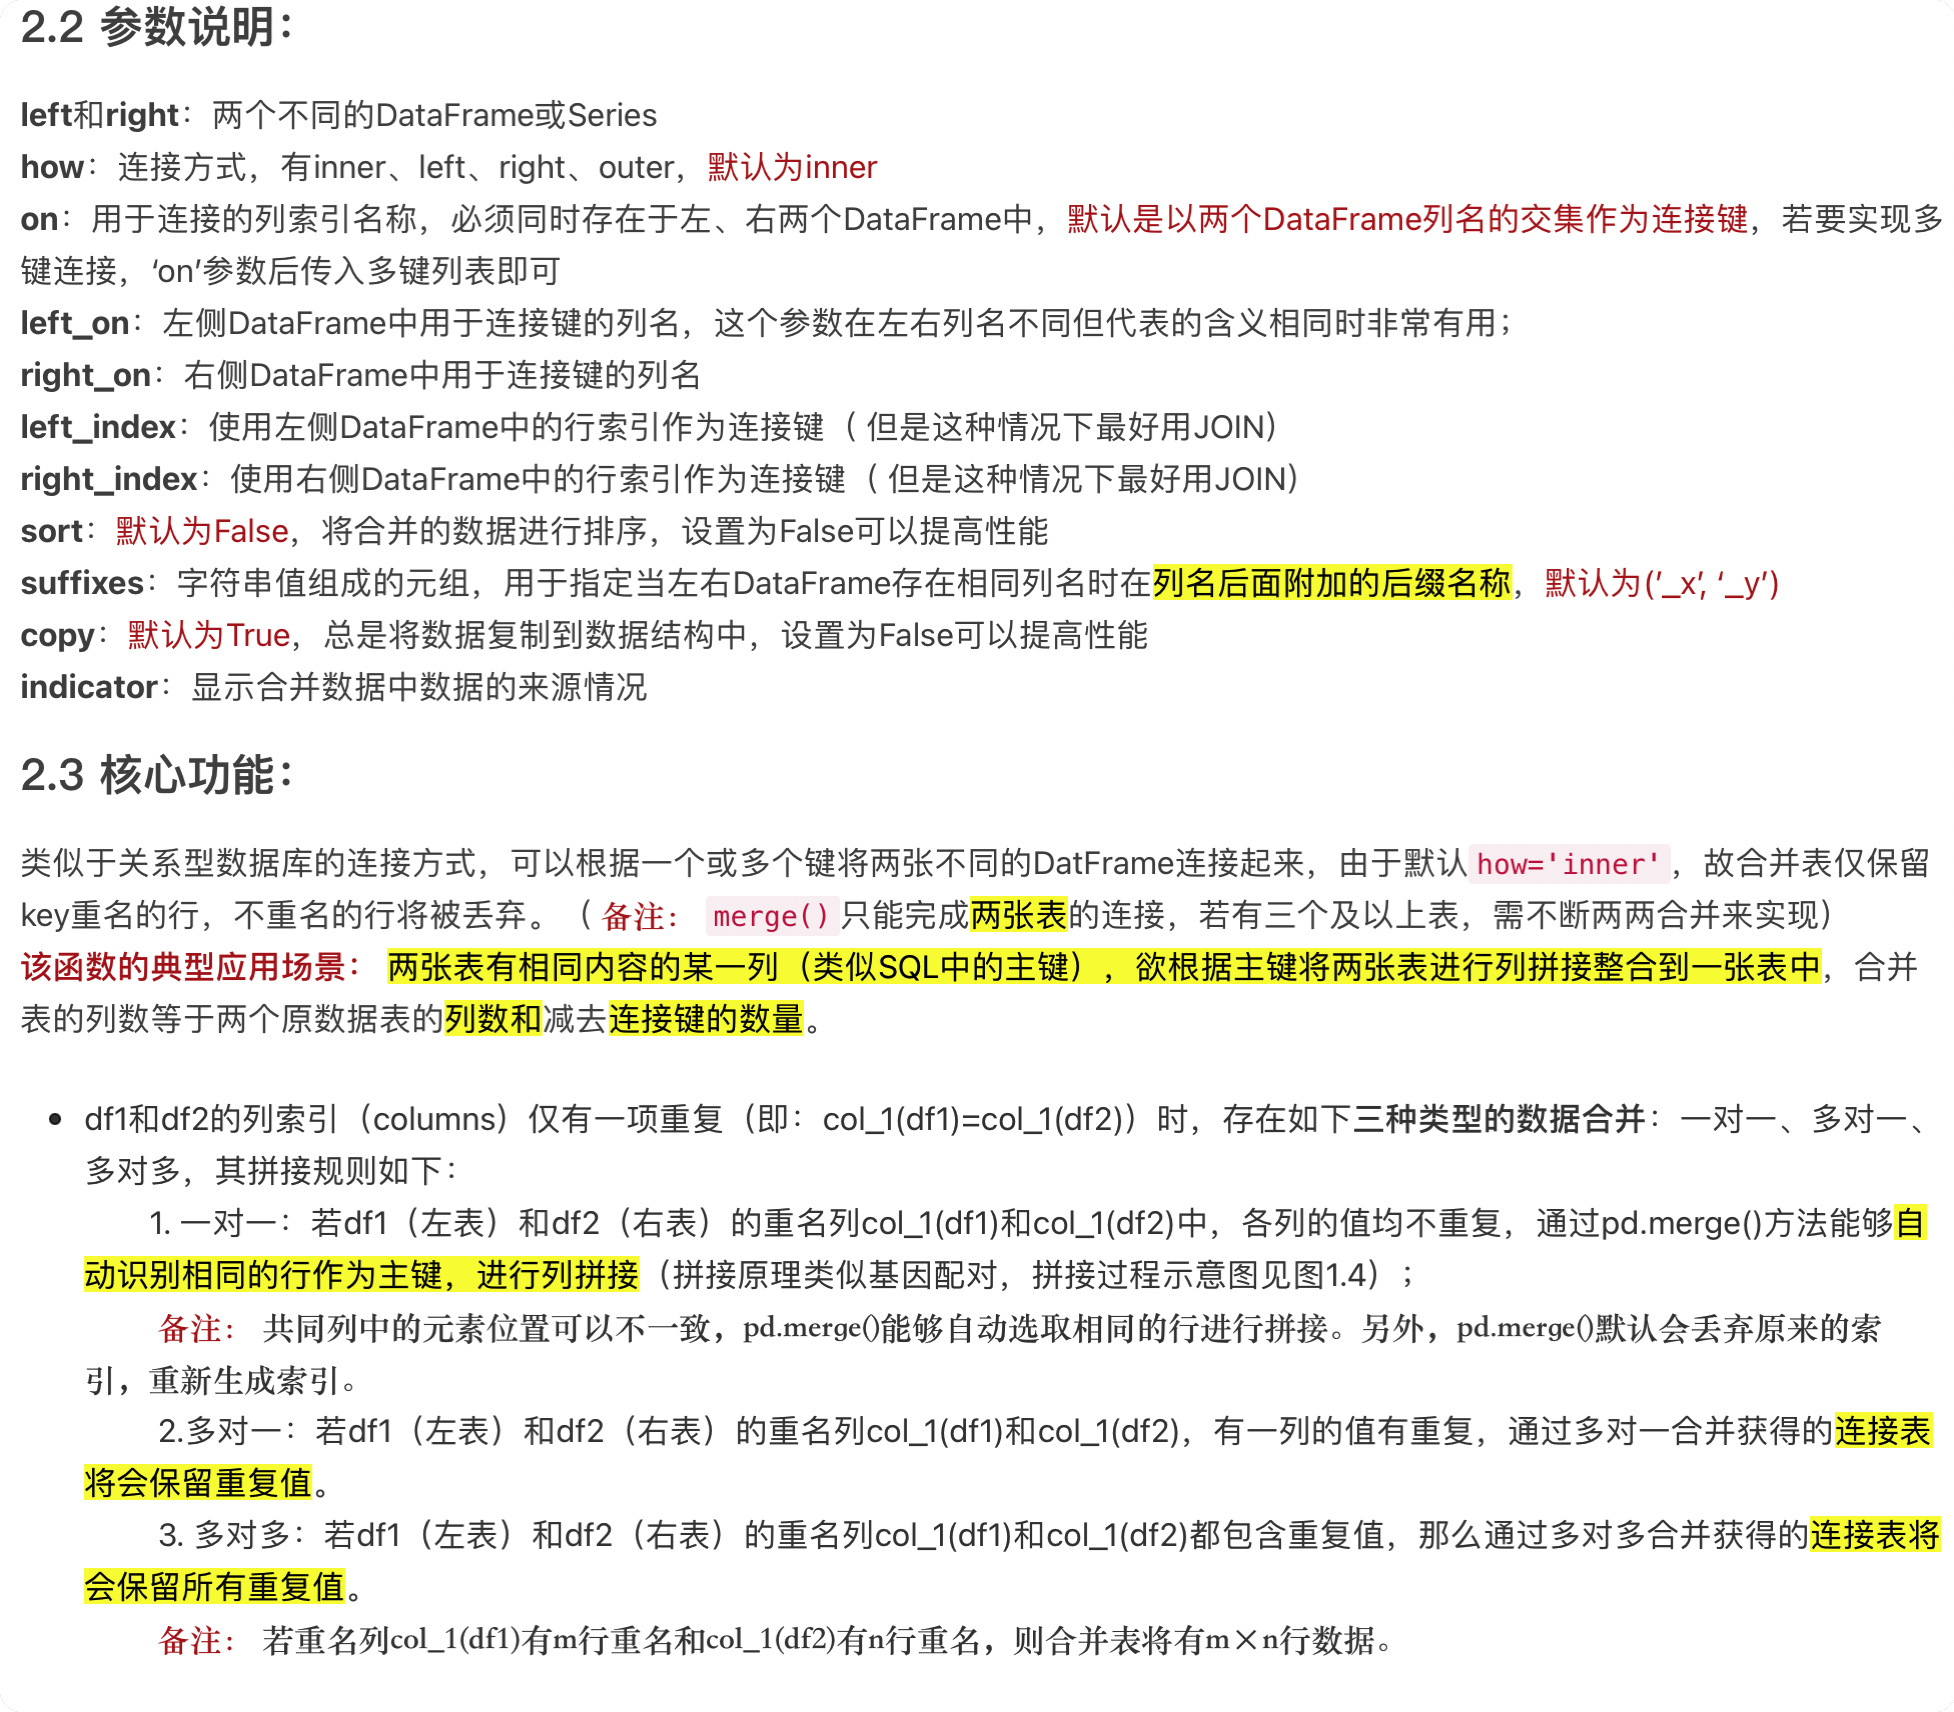 2.2 参数说明：
left和right：两个不同的DataFrame或Series
how：连接方式，有inner、left、right、outer，默认为inner
on：用于连接的列索引名称，必须同时存在于左、右两个DataFrame中，默认是以两个DataFrame列名的交集作为连接键，若要实现多
键连接，‘on’参数后传入多键列表即可
left_on：左侧DataFrame中用于连接键的列名，这个参数在左右列名不同但代表的含义相同时非常有用；
right_on：右侧DataFrame中用于连接键的列名
left_index：使用左侧DataFrame中的行索引作为连接键（ 但是这种情况下最好用JOIN）
right_index：使用右侧DataFrame中的行索引作为连接键（ 但是这种情况下最好用JOIN）
sort：默认为False，将合并的数据进行排序，设置为False可以提高性能
suffixes：字符串值组成的元组，用于指定当左右DataFrame存在相同列名时在列名后面附加的后缀名称，默认为(’_x’, ‘_y’)
copy：默认为True，总是将数据复制到数据结构中，设置为False可以提高性能
indicator：显示合并数据中数据的来源情况
2.3 核心功能：
类似于关系型数据库的连接方式，可以根据一个或多个键将两张不同的DatFrame连接起来，由于默认how='inner'，故合并表仅保留
key重名的行，不重名的行将被丢弃。（ 备注： merge()只能完成两张表的连接，若有三个及以上表，需不断两两合并来实现）
该函数的典型应用场景： 两张表有相同内容的某一列（类似SQL中的主键），欲根据主键将两张表进行列拼接整合到一张表中，合并
表的列数等于两个原数据表的列数和减去连接键的数量。
• df1和df2的列索引（columns）仅有一项重复（即：col_1(df1)=col_1(df2)）时，存在如下三种类型的数据合并：一对一、多对一、
多对多，其拼接规则如下：
1. 一对一：若df1（左表）和df2（右表）的重名列col_1(df1)和col_1(df2)中，各列的值均不重复，通过pd.merge()方法能够自
动识别相同的行作为主键，进行列拼接（拼接原理类似基因配对，拼接过程示意图见图1.4）；
备注： 共同列中的元素位置可以不一致，pd.merge()能够自动选取相同的行进行拼接。另外，pd.merge()默认会丢弃原来的索
引，重新生成索引。
2.多对一：若df1（左表）和df2（右表）的重名列col_1(df1)和col_1(df2)，有一列的值有重复，通过多对一合并获得的连接表
将会保留重复值。
3. 多对多：若df1（左表）和df2（右表）的重名列col_1(df1)和col_1(df2)都包含重复值，那么通过多对多合并获得的连接表将
会保留所有重复值。
备注： 若重名列col_1(df1)有m行重名和col_1(df2)有n行重名，则合并表将有m×n行数据。